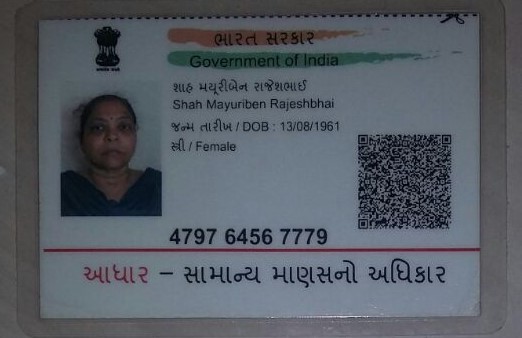 ભારત સરકાર
Government of India
શાહ મયૂરીબેન રાજેશભાઈ
Shah Mayuriben Rajeshbhai
જન્મ તારીખ / DOB : 13/08/1961
સ્ત્રી / Female
4797 6456 7779
આધાર – સામાન્ય માણસનો અધિકાર